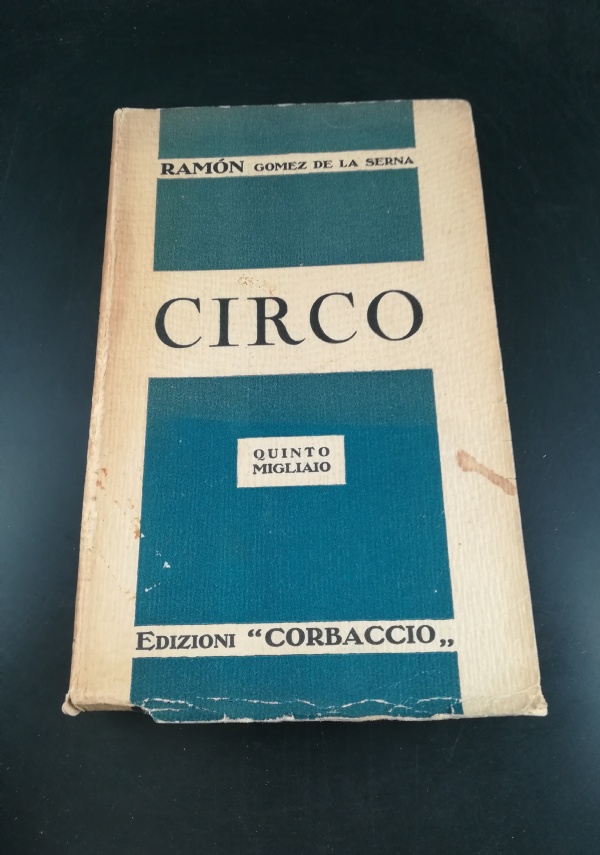 RAMÓN GOMEZ DE LA SERNA
CIRCO
QUINTO
MIGLIAIO
EDIZIONI “CORBACCIO„